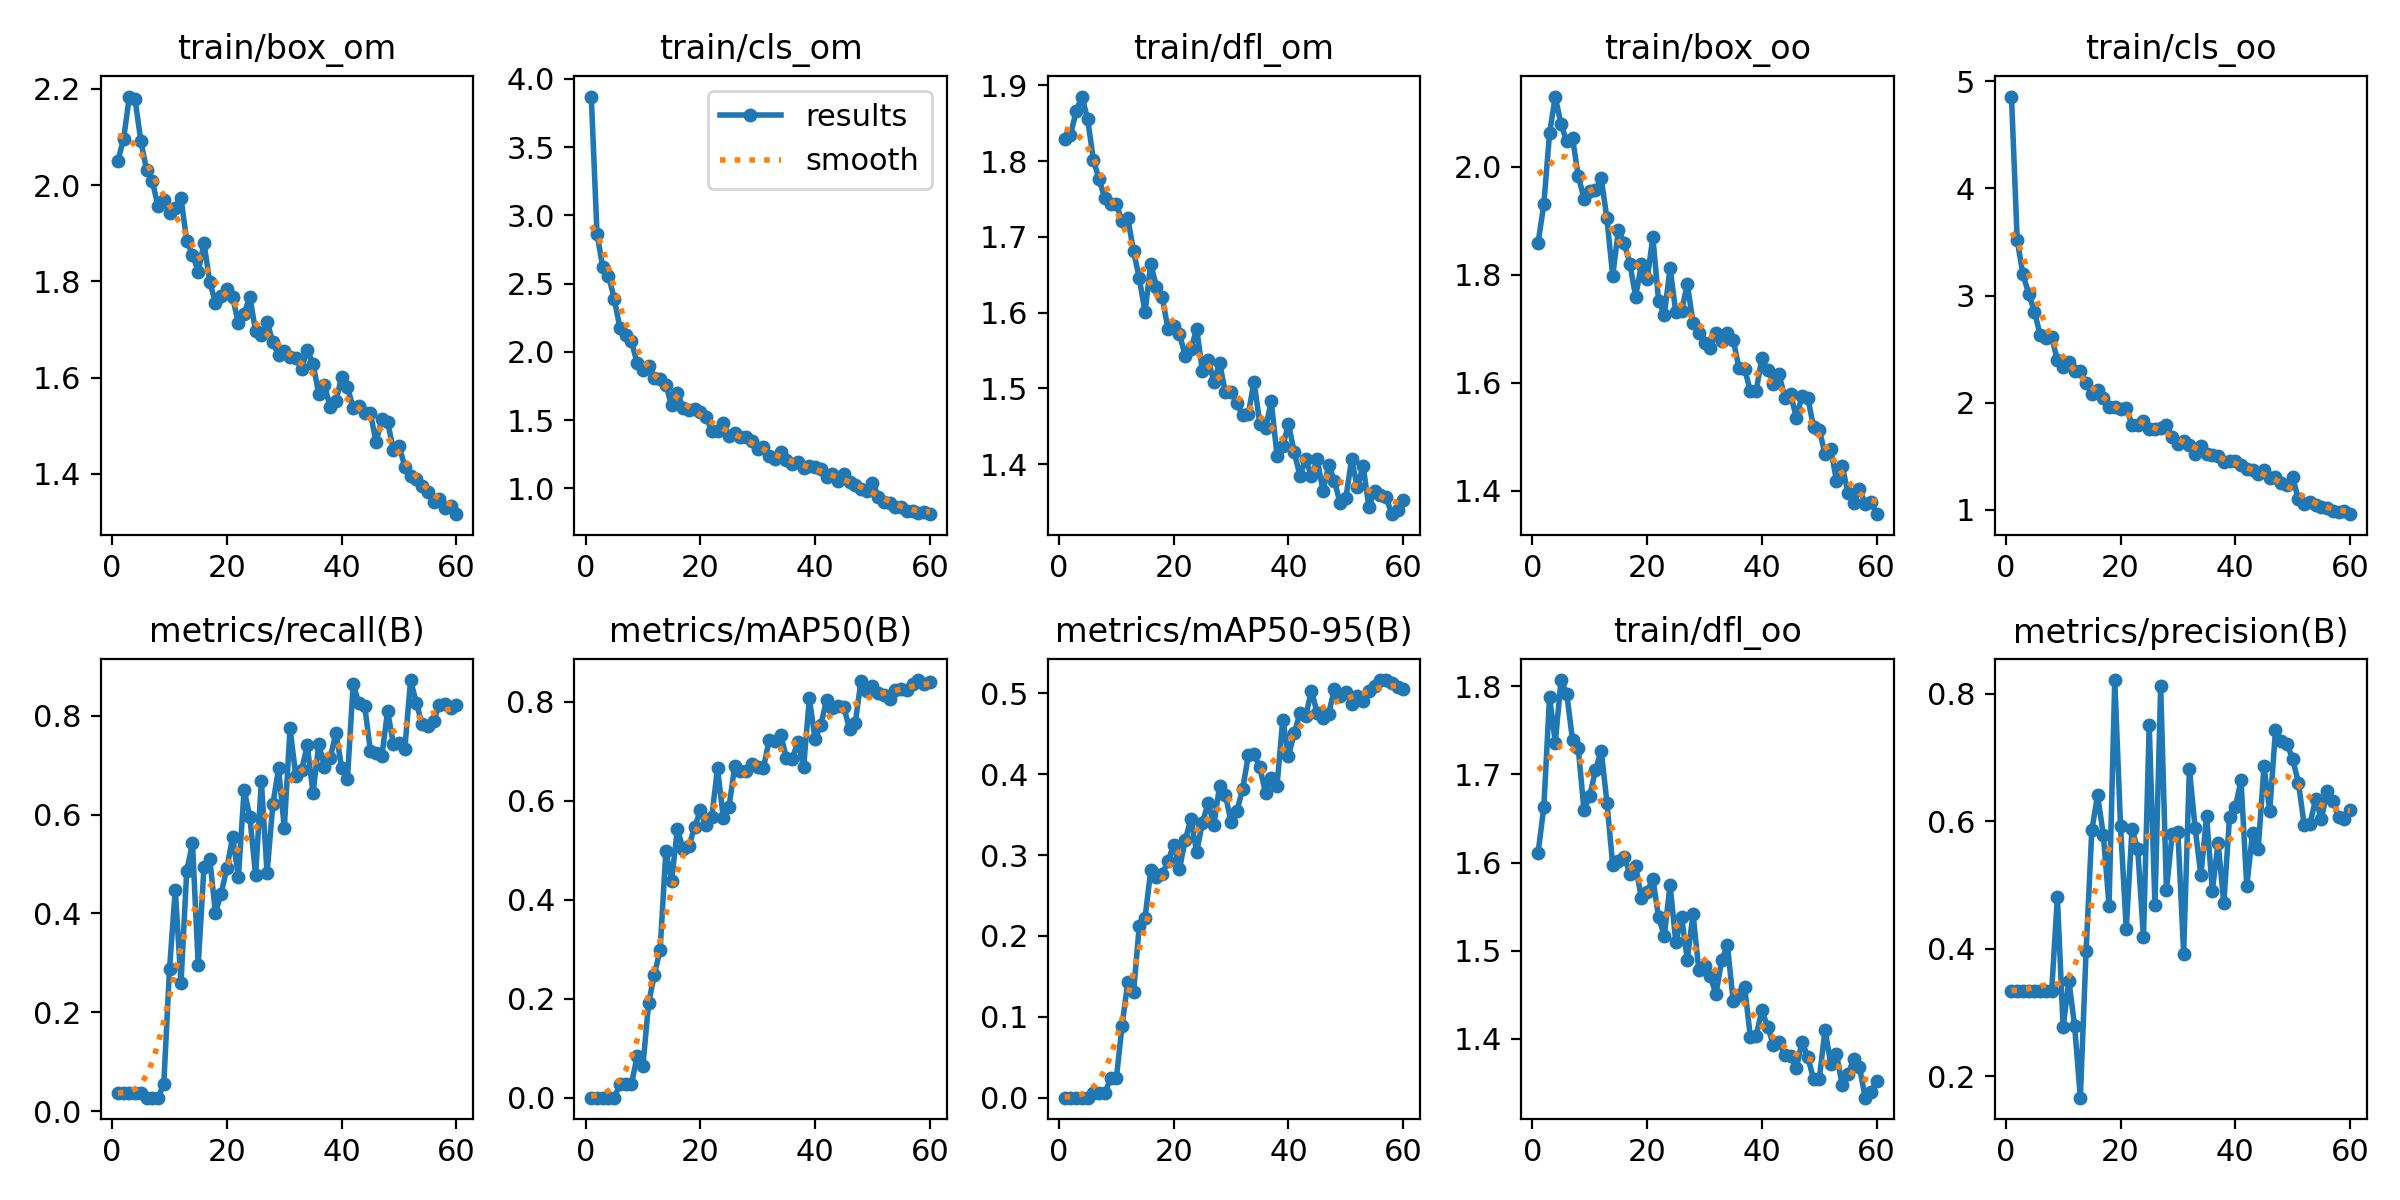 train/box_om
train/cls_om
train/dfl_om
train/box_oo
train/cls_oo
2.2
2.0
1.8
1.6
1.4
0 20 40 60
4.0
3.5
3.0
2.5
2.0
1.5
1.0
results
smooth
0 20 40 60
1.9
1.8
1.7
1.6
1.5
1.4
0 20 40 60
2.0
1.8
1.6
1.4
0 20 40 60
5
4
3
2
1
0 20 40 60
metrics/recall(B)
metrics/mAP50(B)
metrics/mAP50-95(B)
train/dfl_oo
metrics/precision(B)
0.8
0.6
0.4
0.2
0.0
0 20 40 60
0.8
0.6
0.4
0.2
0.0
0 20 40 60
0.5
0.4
0.3
0.2
0.1
0.0
0 20 40 60
1.8
1.7
1.6
1.5
1.4
0 20 40 60
0.8
0.6
0.4
0.2
0 20 40 60